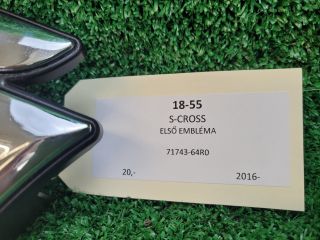 18-55
S-CROSS
ELSŐ EMBLÉMA
71743-64R0
20,- 2016-